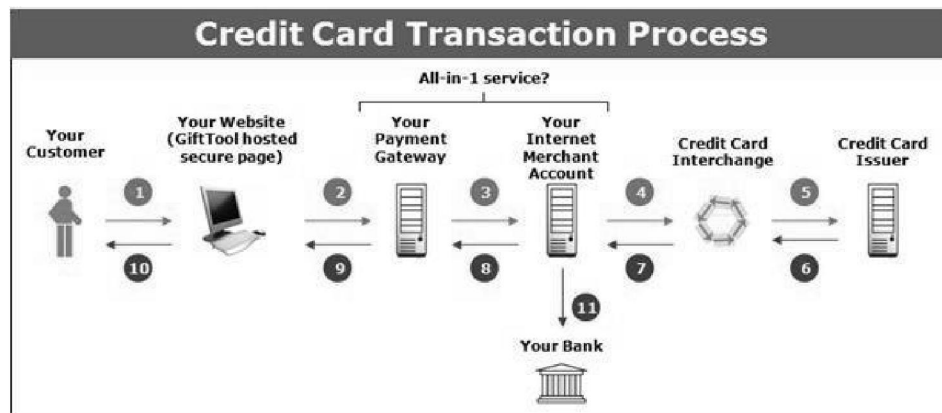 Credit Card Transaction Process
All-in-1 service?
Your
Customer
Your Website
(GiftTool hosted
secure page)
Your
Payment
Gateway
Your
Internet
Merchant
Account
Credit Card
Interchange
Credit Card
Issuer
1
2
3
4
5
10
9
8
7
6
11
Your Bank